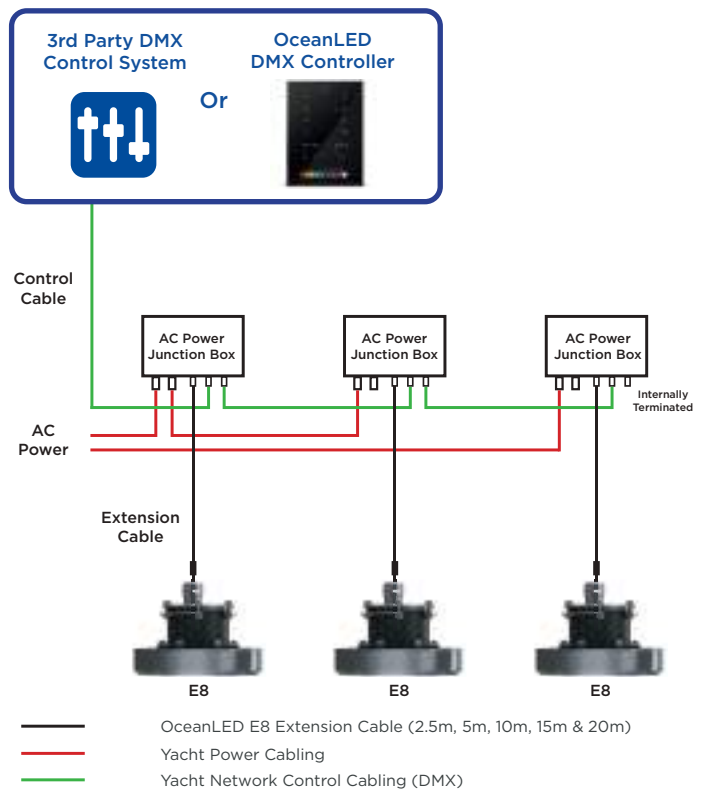 3rd Party DMX
Control System
Or
OceanLED
DMX Controller
Control
Cable
AC Power
Junction Box
AC Power
Junction Box
AC Power
Junction Box
Internally
Terminated
AC
Power
Extension
Cable
E8
E8
E8
OceanLED E8 Extension Cable (2.5m, 5m, 10m, 15m & 20m)
Yacht Power Cabling
Yacht Network Control Cabling (DMX)